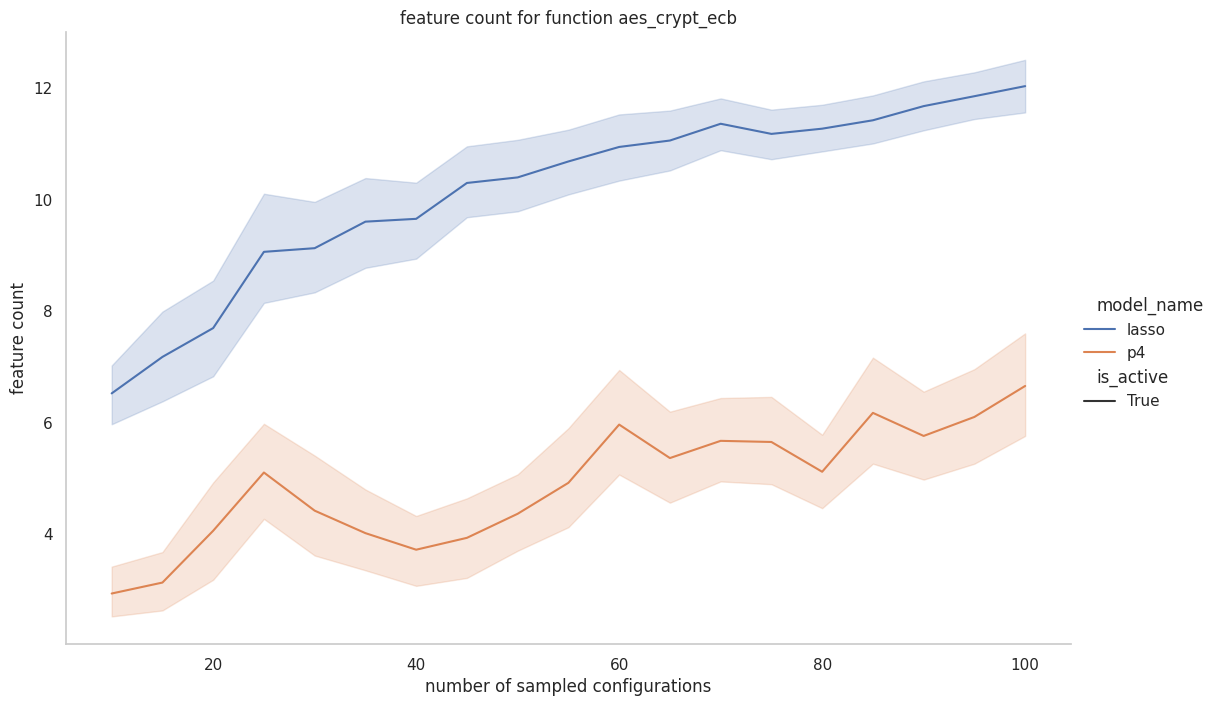 feature count for function aes_crypt_ecb
feature count
12
10
8
6
4
20
40
60
80
100
number of sampled configurations
model_name
lasso
p4
is_active
True